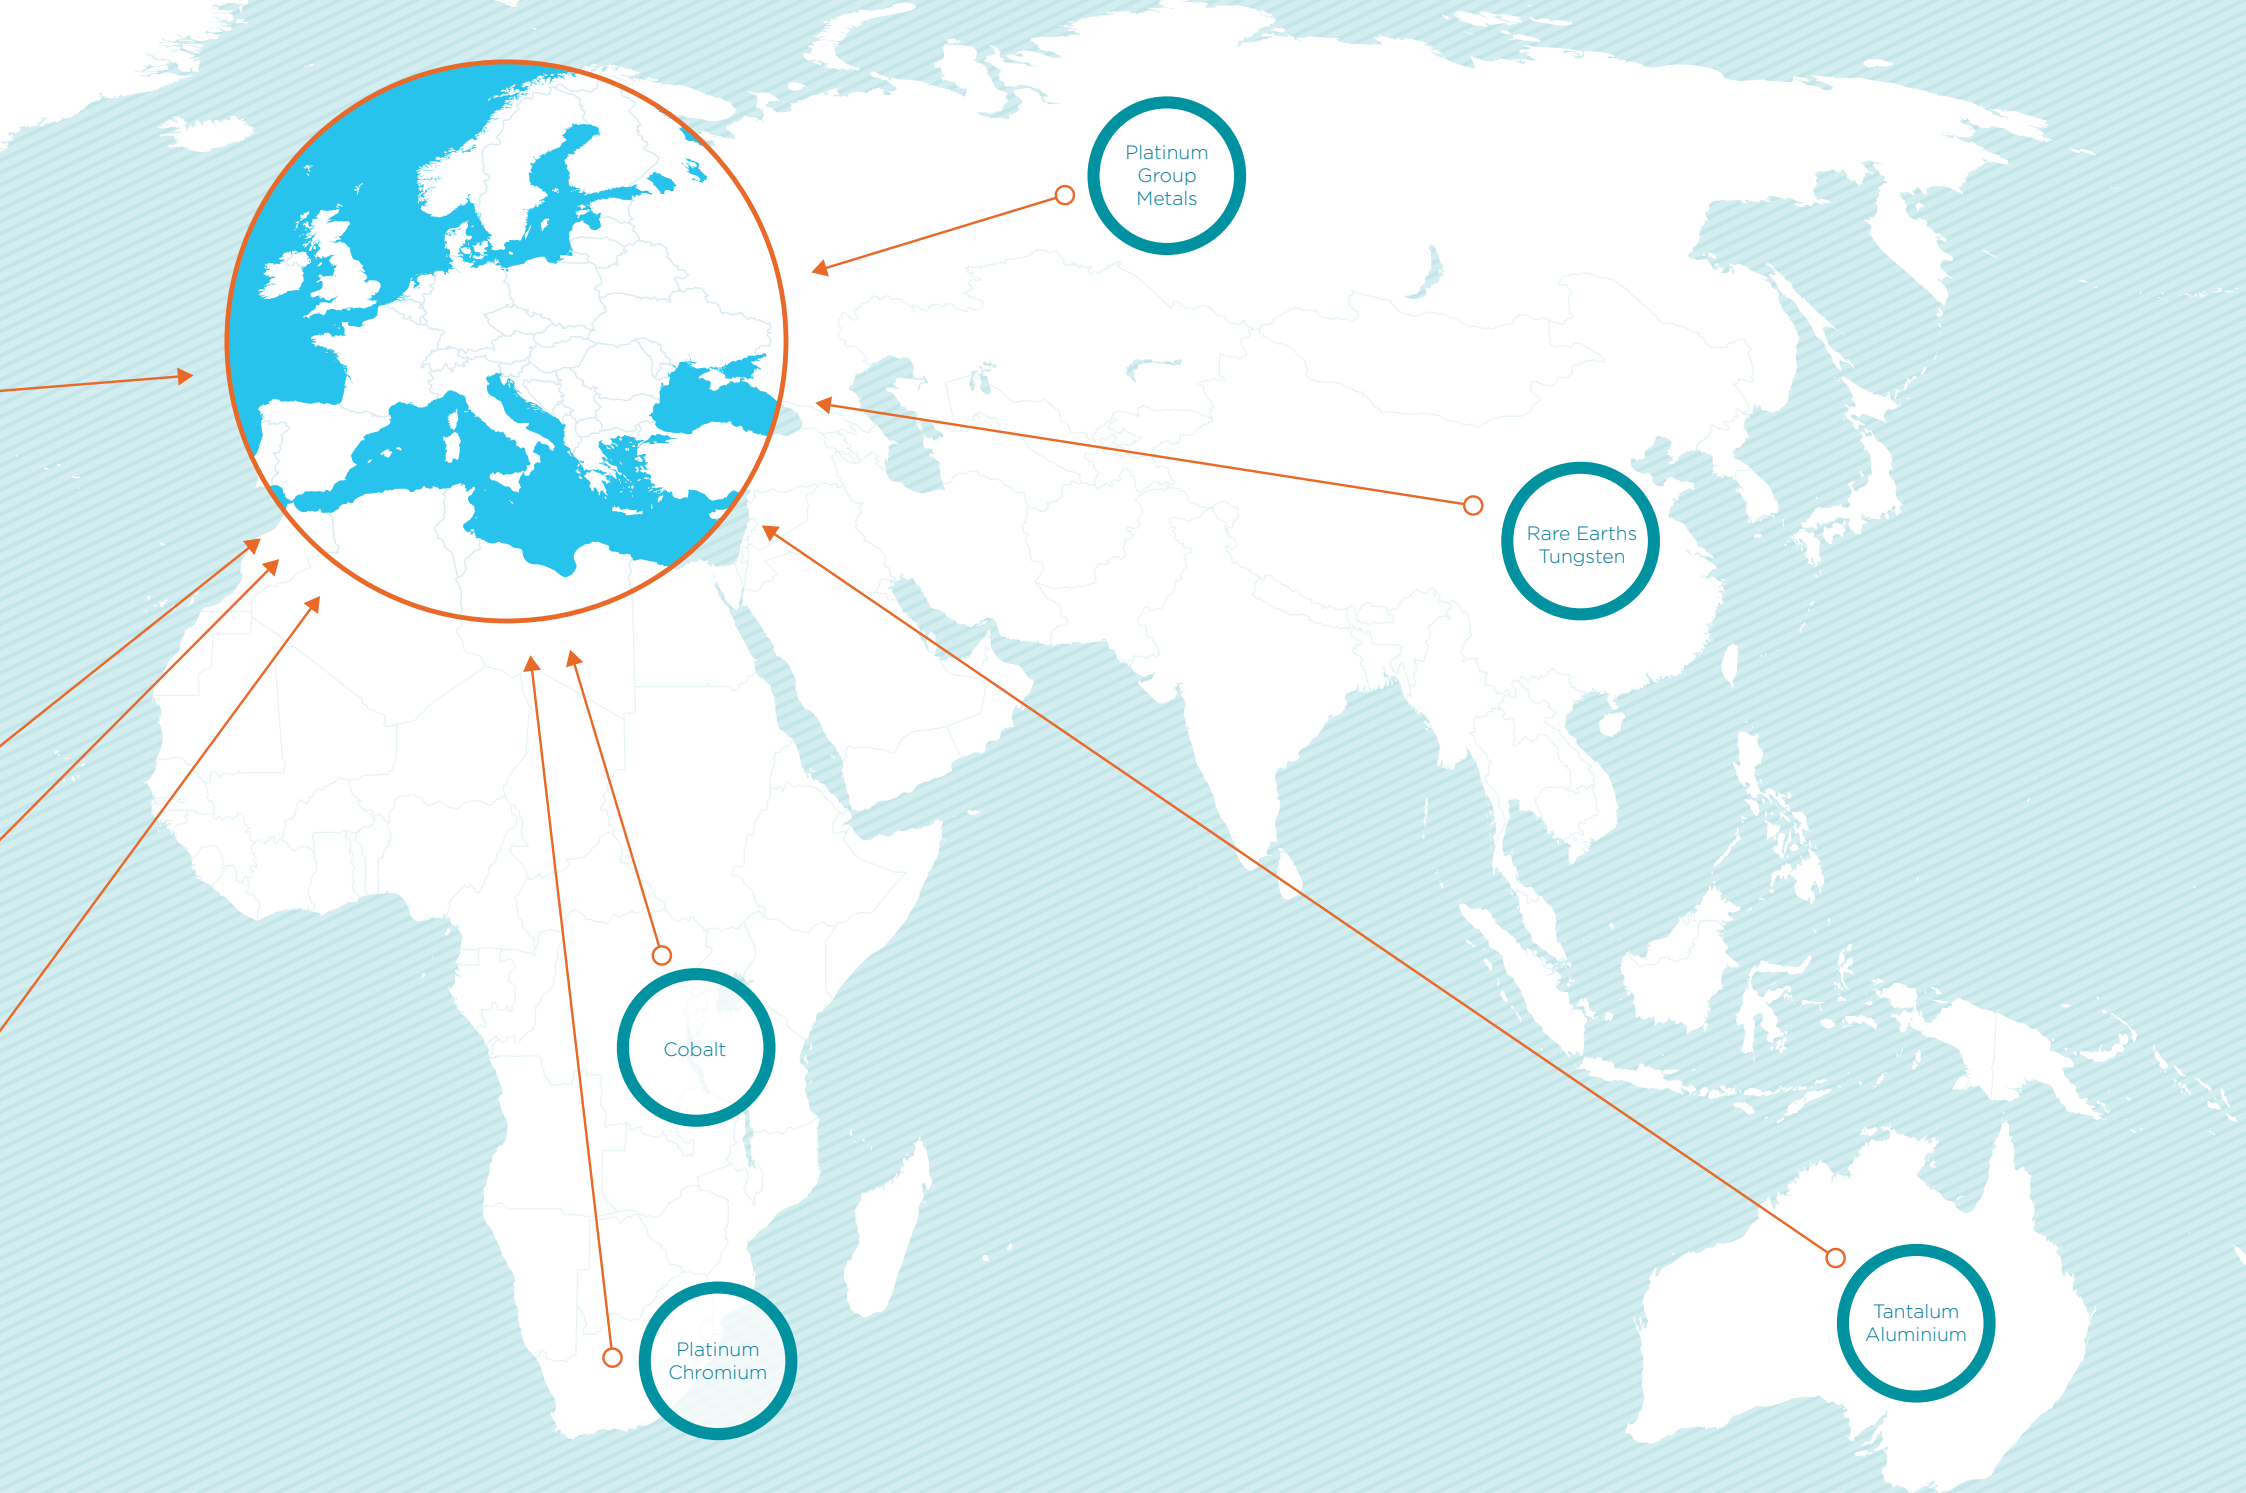 Platinum
Group
Metals
Rare Earths
Tungsten
Cobalt
Tantalum
Aluminium
Platinum
Chromium